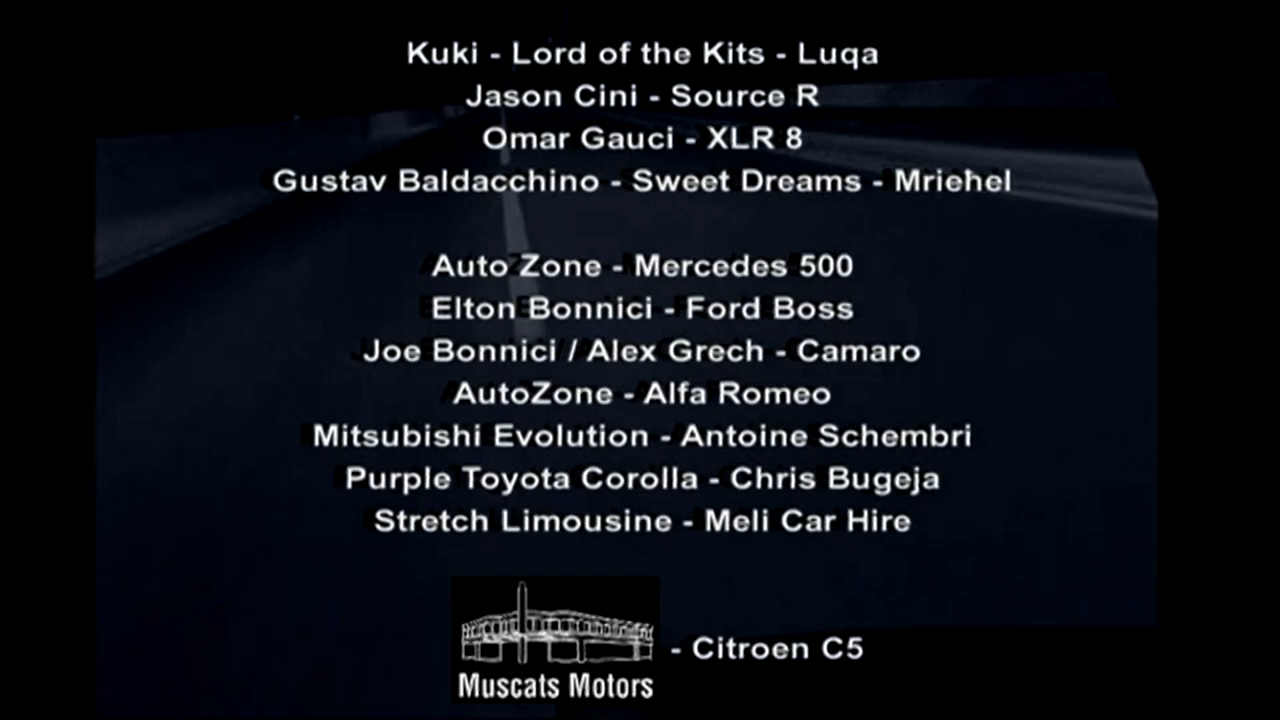 Kuki - Lord of the Kits - Luqa
Jason Cini - Source R
Omar Gauci - XLR 8
Gustav Baldacchino - Sweet Dreams - Mrieħel
Auto Zone - Mercedes 500
Elton Bonnici - Ford Boss
Joe Bonnici / Alex Grech - Camaro
AutoZone - Alfa Romeo
Mitsubishi Evolution - Antoine Schembri
Purple Toyota Corolla - Chris Bugeja
Stretch Limousine - Meli Car Hire
- Citroen C5
Muscats Motors